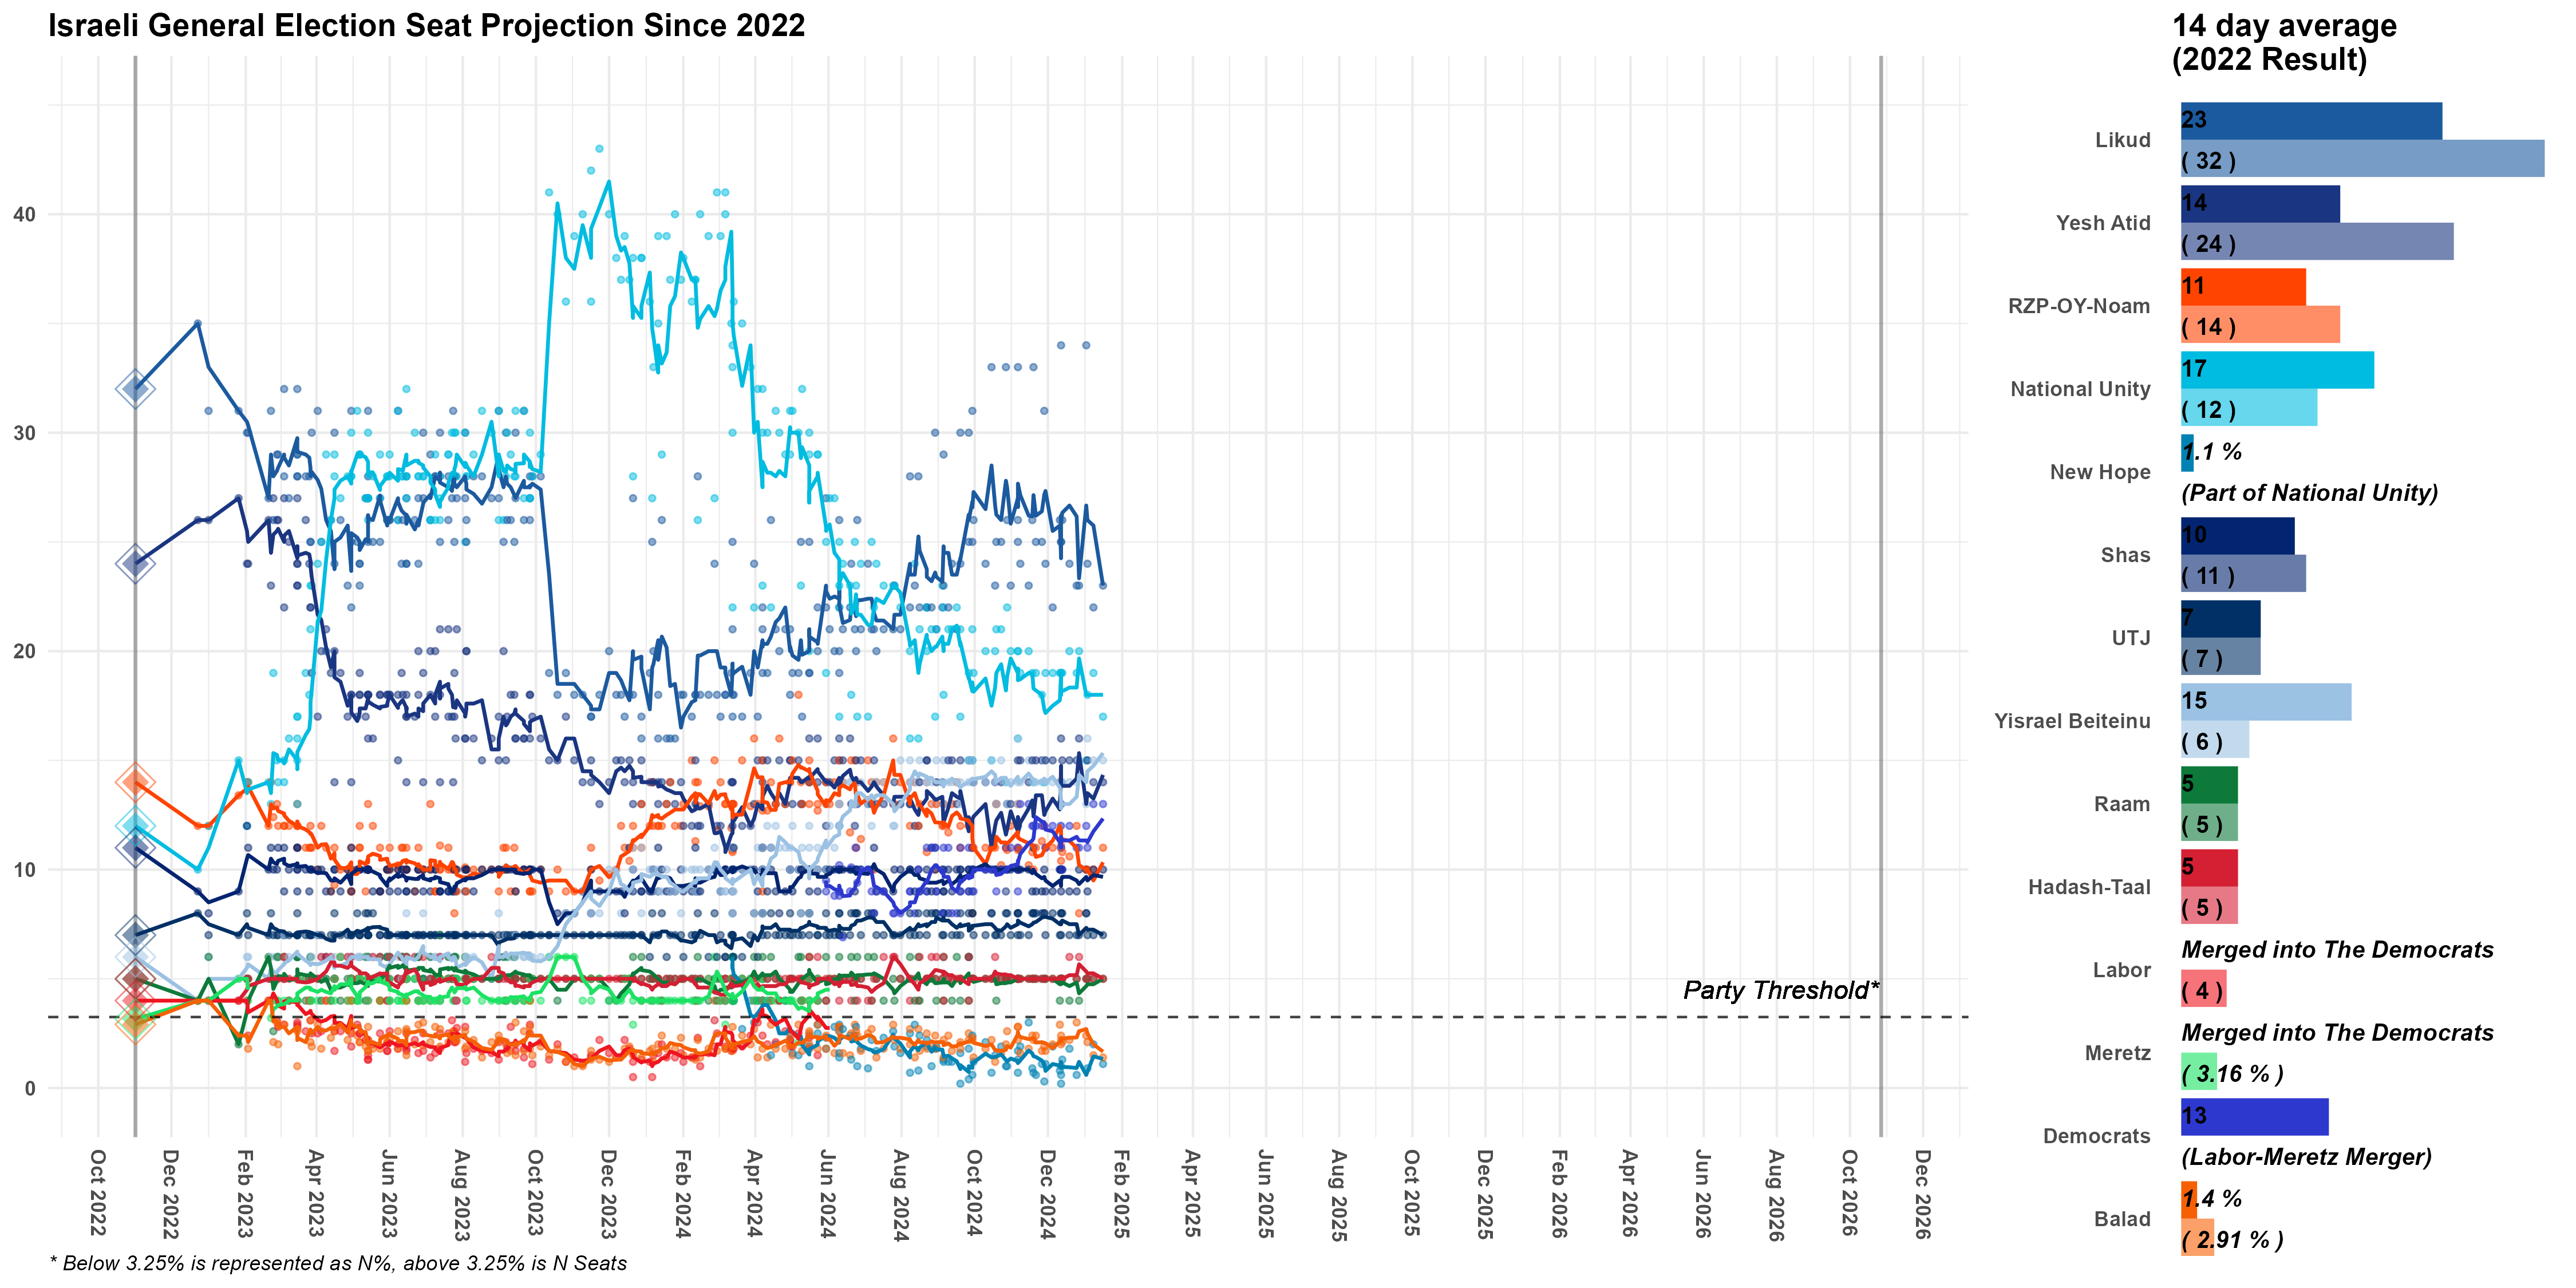 Israeli General Election Seat Projection Since 2022
14 day average
(2022 Result)
40
30
20
10
0
Party Threshold*
Oct 2022
Dec 2022
Feb 2023
Apr 2023
Jun 2023
Aug 2023
Oct 2023
Dec 2023
Feb 2024
Apr 2024
Jun 2024
Aug 2024
Oct 2024
Dec 2024
Feb 2025
Apr 2025
Jun 2025
Aug 2025
Oct 2025
Dec 2025
Feb 2026
Apr 2026
Jun 2026
Aug 2026
Oct 2026
Dec 2026
* Below 3.25% is represented as N%, above 3.25% is N Seats
Likud
23
( 32 )
Yesh Atid
14
( 24 )
RZP-OY-Noam
11
( 14 )
National Unity
17
( 12 )
New Hope
1.1 %
(Part of National Unity)
Shas
10
( 11 )
UTJ
7
( 7 )
Yisrael Beiteinu
15
( 6 )
Raam
5
( 5 )
Hadash-Taal
5
( 5 )
Labor
Merged into The Democrats
( 4 )
Meretz
Merged into The Democrats
( 3.16 % )
Democrats
13
(Labor-Meretz Merger)
Balad
1.4 %
( 2.91 % )